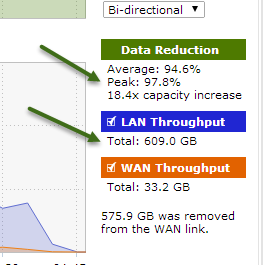 Bi-directional
Data Reduction
Average: 94.6%
Peak: 97.8%
18.4x capacity increase
LAN Throughput
Total: 609.0 GB
WAN Throughput
Total: 33.2 GB
575.9 GB was removed
from the WAN link.